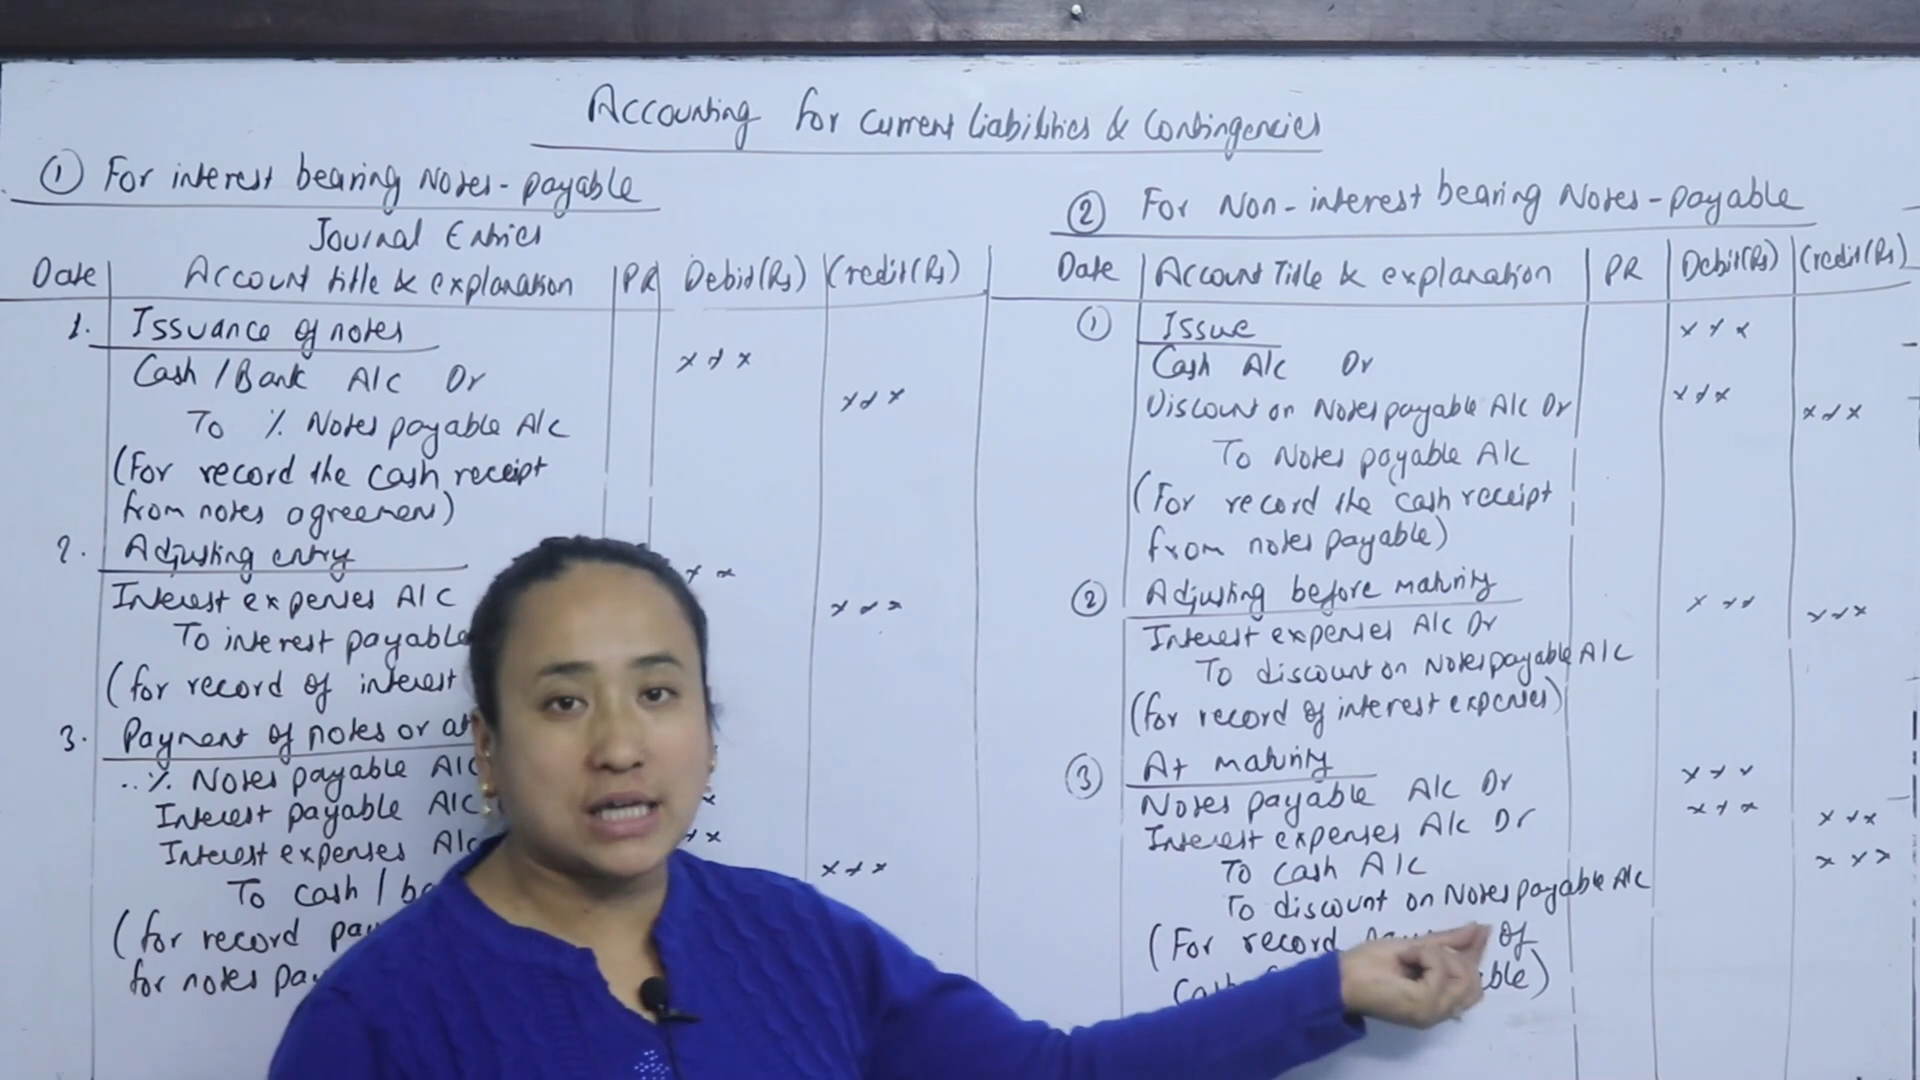 Accounting for Current Liabilities & Contingencies
① For interest bearing Notes-payable
Journal Entries
Date Account title & explanation PR Debit(Rs) Credit(Rs)
1. Issuance of notes
Cash/Bank A/c Dr xxx
To % Notes payable A/c xxx
(For record the cash receipt
from notes agreement)
2. Adjusting entry
Interest expenses A/c xx
To interest payable xxx
(for record of interest
3. Payment of notes or at
..% Notes payable A/c
Interest payable A/c x
Interest expenses A/c xx
To cash/ba xxx
(for record pay
for notes pay
② For Non-interest bearing Notes-payable
Date Account Title & explanation PR Debit(Rs) Credit(Rs)
① Issue xxx
Cash A/c Dr
Discount on Notes payable A/c Dr xxx xxx
To Notes payable A/c
(For record the cash receipt
from notes payable)
② Adjusting before maturity xxx xxx
Interest expenses A/c Dr
To discount on Notes payable A/c
(for record of interest expenses)
③ At maturity xxx
Notes payable A/c Dr xxx
Interest expenses A/c Dr xxx
To cash A/c xxx
To discount on Notes payable A/c
(For record of
Cash able)